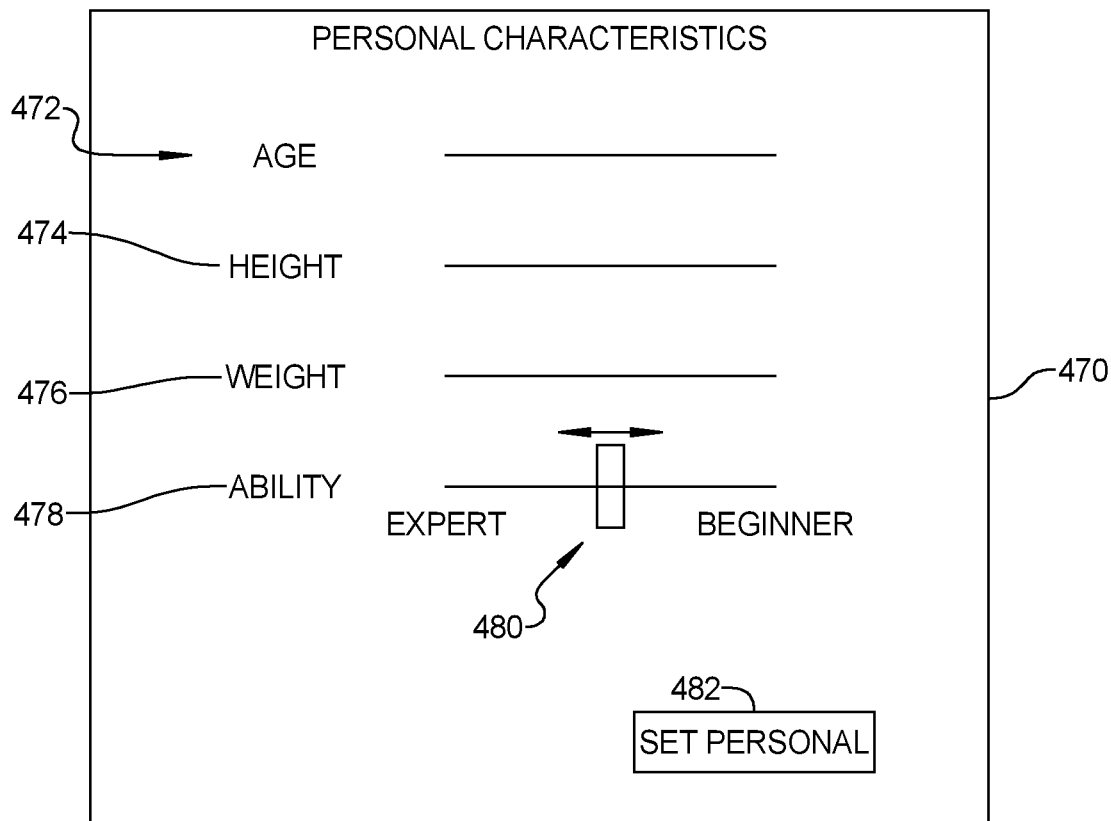 PERSONAL CHARACTERISTICS
472
AGE
474
HEIGHT
476
WEIGHT
470
478
ABILITY
EXPERT
BEGINNER
480
482
SET PERSONAL